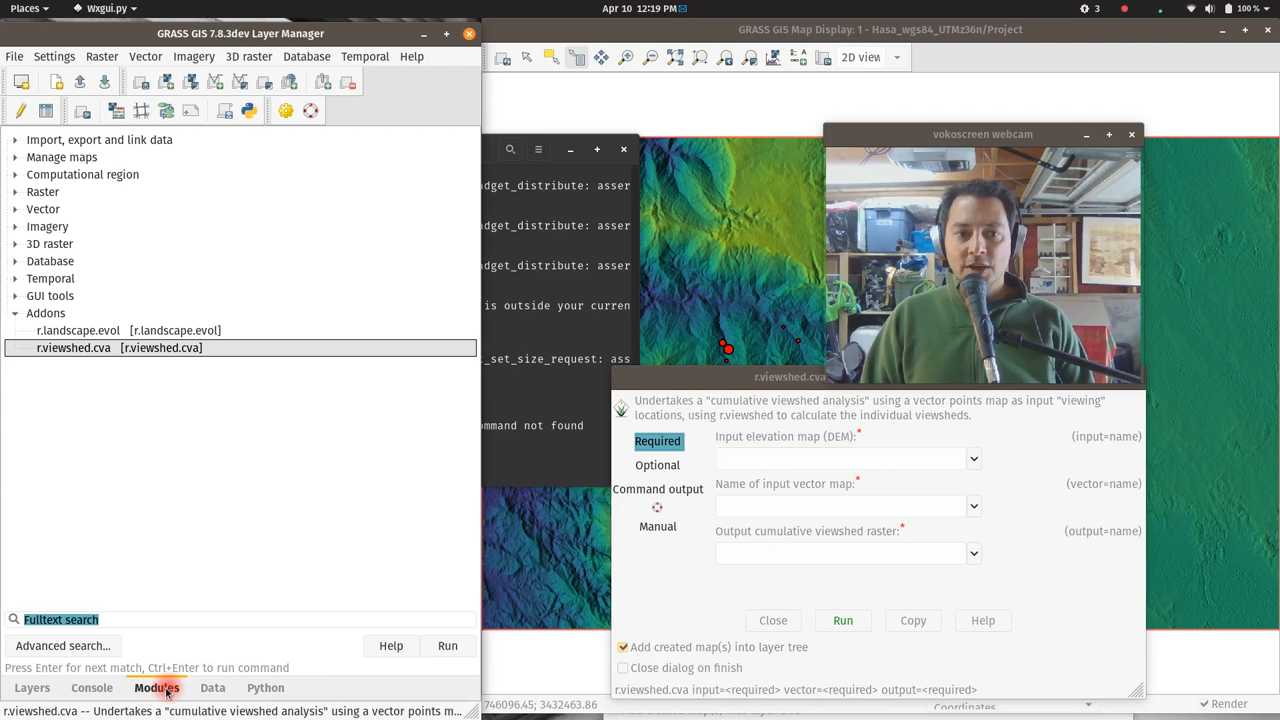 Places
Wxgui.py
Apr 10 12:19 PM
3
100 %
GRASS GIS 7.8.3dev Layer Manager
GRASS GIS Map Display: 1 - Hasa_wgs84_UTMz36n/Project
File Settings Raster Vector Imagery 3D raster Database Temporal Help
2D view
Import, export and link data
Manage maps
Computational region
Raster
Vector
Imagery
3D raster
Database
Temporal
GUI tools
Addons
r.landscape.evol [r.landscape.evol]
r.viewshed.cva [r.viewshed.cva]
Fulltext search
Advanced search...
Help
Run
Press Enter for next match, Ctrl+Enter to run command
Layers Console Modules Data Python
r.viewshed.cva -- Undertakes a "cumulative viewshed analysis" using a vector points m...
adget_distribute: asser
adget_distribute: asser
adget_distribute: asser
is outside your curren
_set_size_request: ass
ommand not found
vokoscreen webcam
r.viewshed.cva
Undertakes a "cumulative viewshed analysis" using a vector points map as input "viewing"
locations, using r.viewshed to calculate the individual viewsheds.
Required
Optional
Command output
Manual
Input elevation map (DEM):* (input=name)
Name of input vector map:* (vector=name)
Output cumulative viewshed raster:* (output=name)
Close
Run
Copy
Help
Add created map(s) into layer tree
Close dialog on finish
r.viewshed.cva input=<required> vector=<required> output=<required>
746096.45; 3432463.86
Coordinates
Render